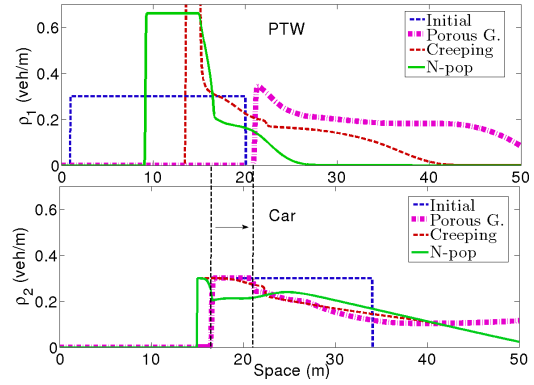 PTW
Initial
Porous G.
Creeping
N-pop
ρ1 (veh/m)
0.6
0.4
0.2
0
0 10 20 30 40 50
Car
Initial
Porous G.
Creeping
N-pop
ρ2 (veh/m)
0.6
0.4
0.2
0
0 10 20 30 40 50
Space (m)